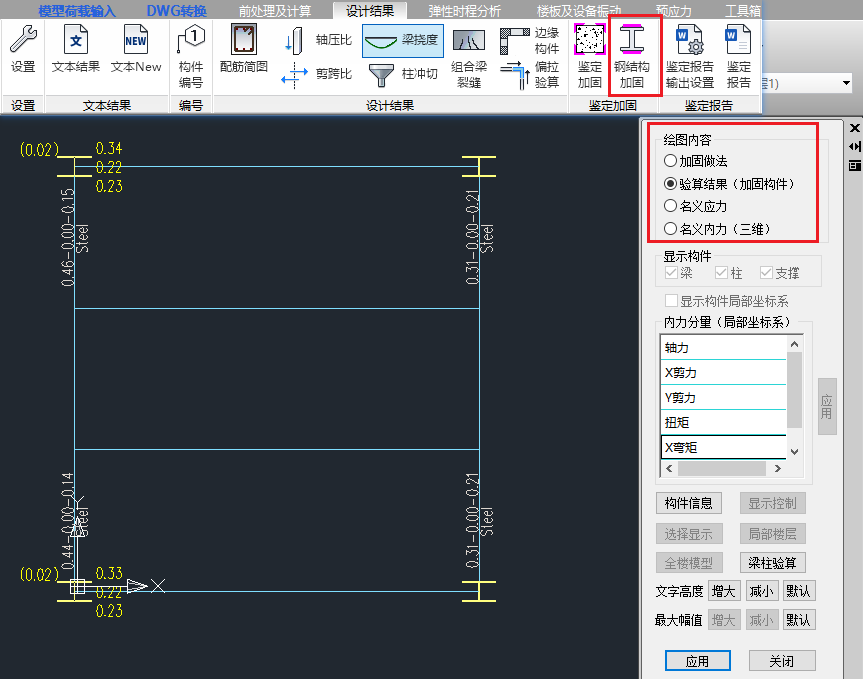 模型荷载输入 DWG转换 前处理及计算 设计结果 弹性时程分析 楼板及设备振动 预应力 工具箱
设置 文本结果 文本New 构件编号 配筋简图 轴压比 剪跨比 梁挠度 柱冲切 组合梁裂缝 边缘构件 偏拉验算 鉴定加固 钢结构加固 鉴定报告输出设置 鉴定报告
设置 文本结果 编号 设计结果 鉴定加固 鉴定报告
层1)
(0.02) 0.34
0.22
0.23
0.46-0.00-0.15
Steel
0.31-0.00-0.21
Steel
0.44-0.00-0.14
Steel
0.31-0.00-0.21
Steel
(0.02) 0.33
0.22
0.23
X
Y
绘图内容
加固做法
验算结果（加固构件）
名义应力
名义内力（三维）
显示构件
梁 柱 支撑
显示构件局部坐标系
内力分量（局部坐标系）
轴力
X剪力
Y剪力
扭矩
X弯矩
应用
构件信息 显示控制
选择显示 局部楼层
全楼模型 梁柱验算
文字高度 增大 减小 默认
最大幅值 增大 减小 默认
应用 关闭